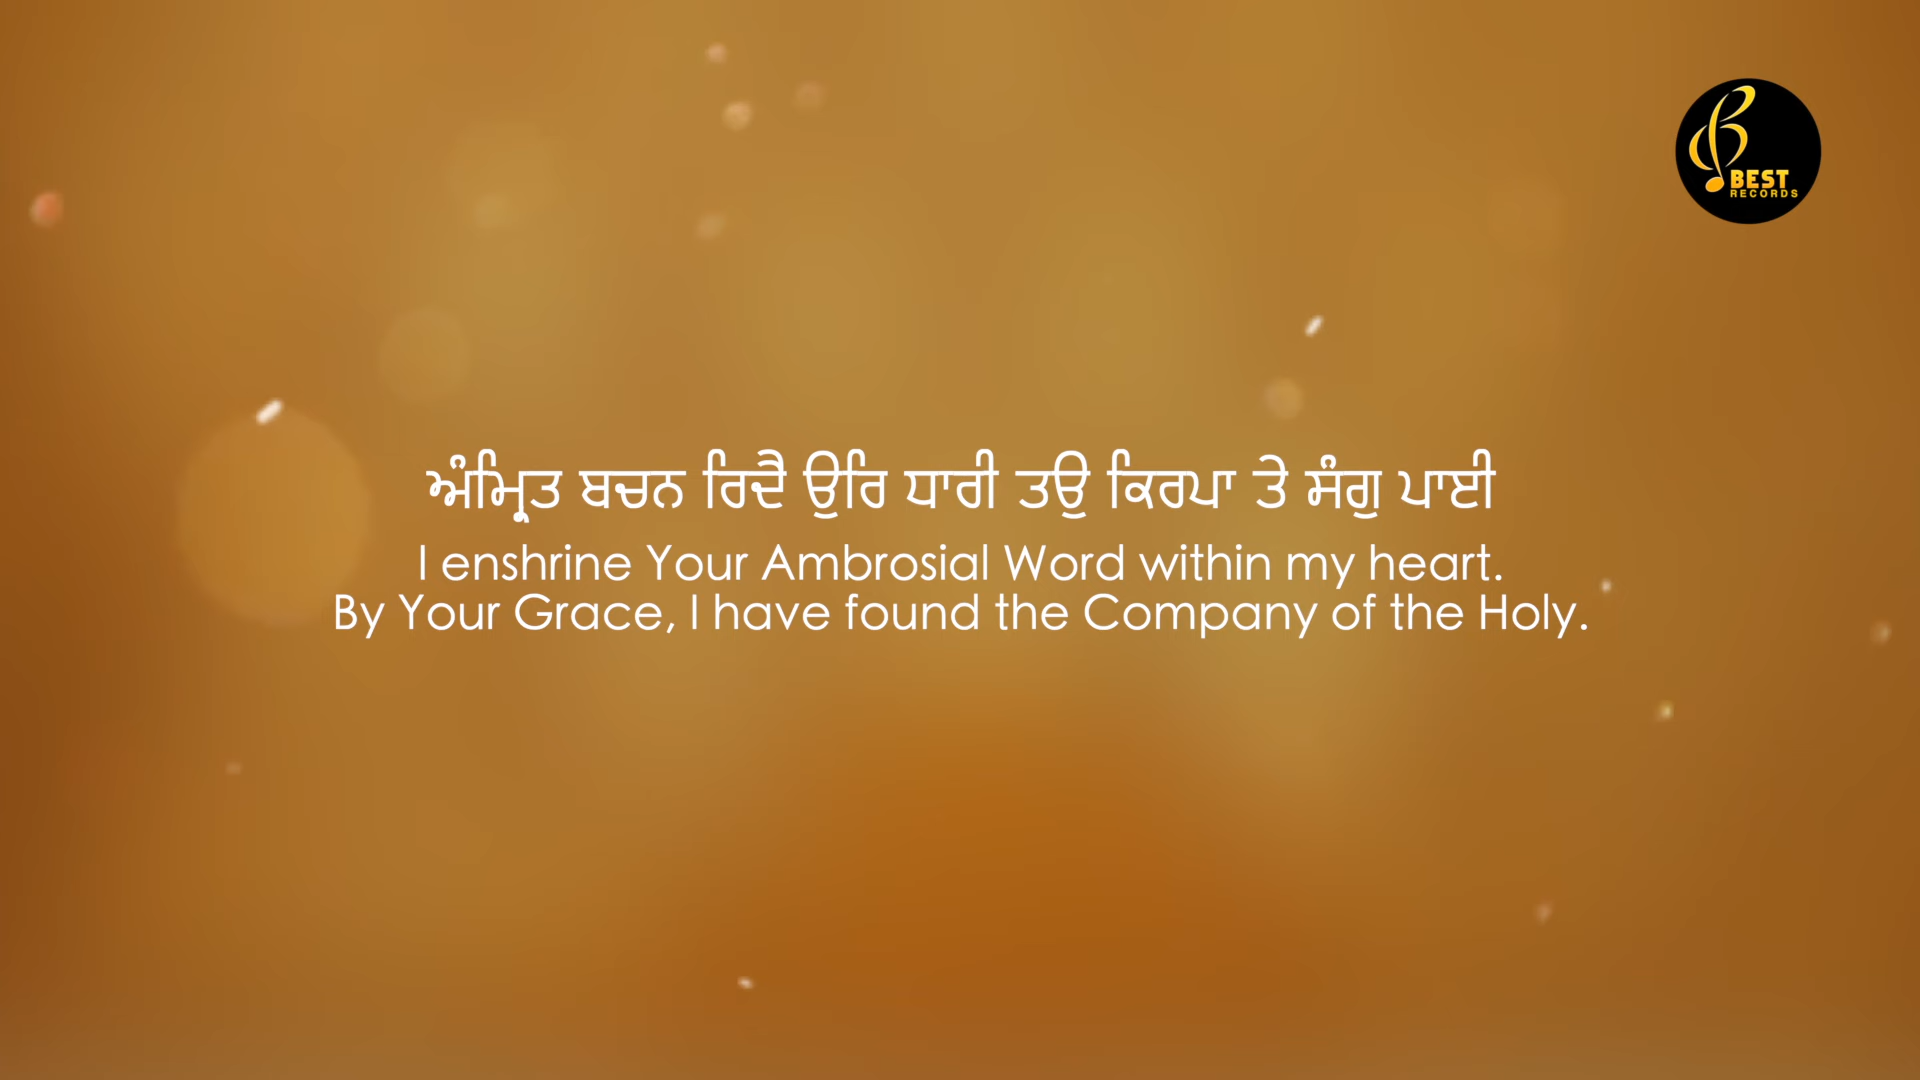 BEST
RECORDS
ਅੰਮ੍ਰਿਤ ਬਚਨ ਰਿਦੈ ਉਰਿ ਧਾਰੀ ਤਉ ਕਿਰਪਾ ਤੇ ਸੰਗੁ ਪਾਈ
I enshrine Your Ambrosial Word within my heart.
By Your Grace, I have found the Company of the Holy.